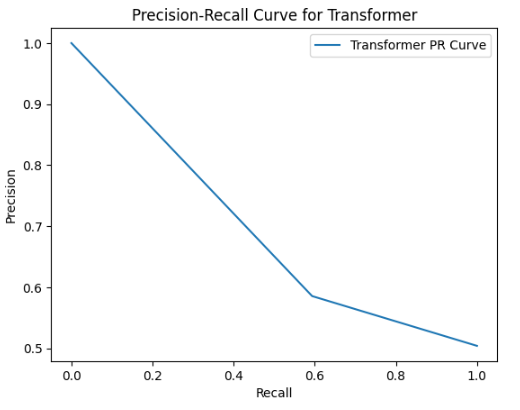 Precision-Recall Curve for Transformer
Transformer PR Curve
1.0
0.9
0.8
0.7
0.6
0.5
Precision
0.0 0.2 0.4 0.6 0.8 1.0
Recall